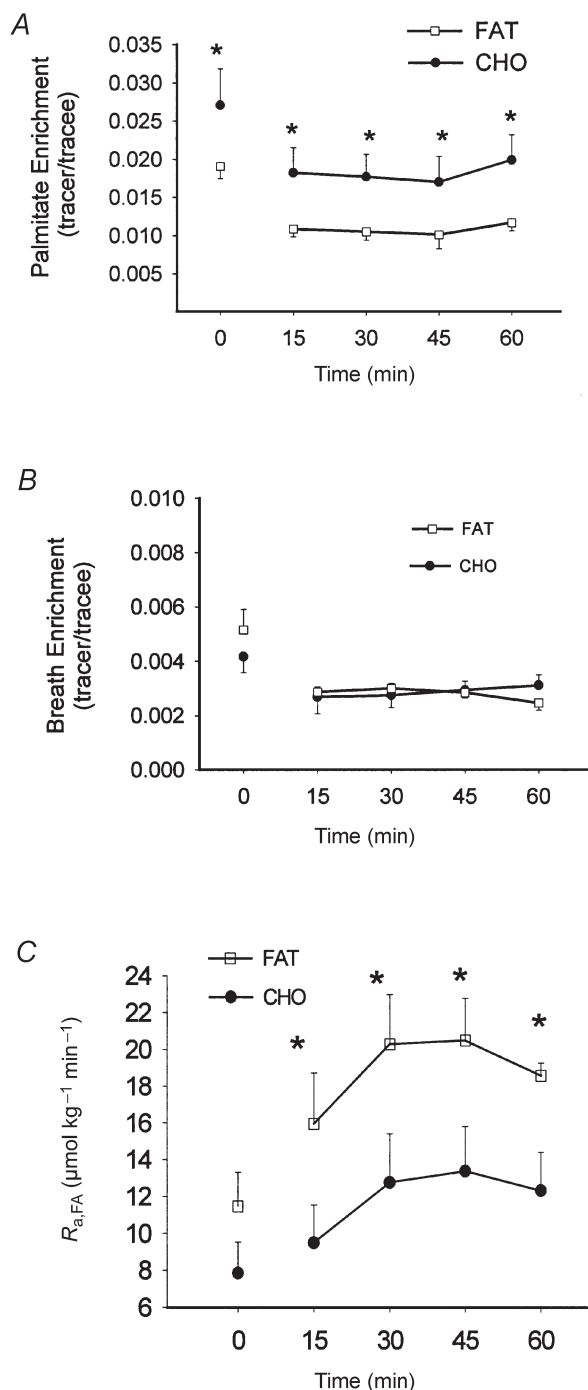 A
FAT
CHO
Palmitate Enrichment
(tracer/tracee)
0.035
0.030
0.025
0.020
0.015
0.010
0.005
*
*
*
*
*
0 15 30 45 60
Time (min)
B
FAT
CHO
Breath Enrichment
(tracer/tracee)
0.010
0.008
0.006
0.004
0.002
0.000
0 15 30 45 60
Time (min)
C
FAT
CHO
Ra,FA (μmol kg−1 min−1)
24
22
20
18
16
14
12
10
8
6
*
*
*
*
0 15 30 45 60
Time (min)